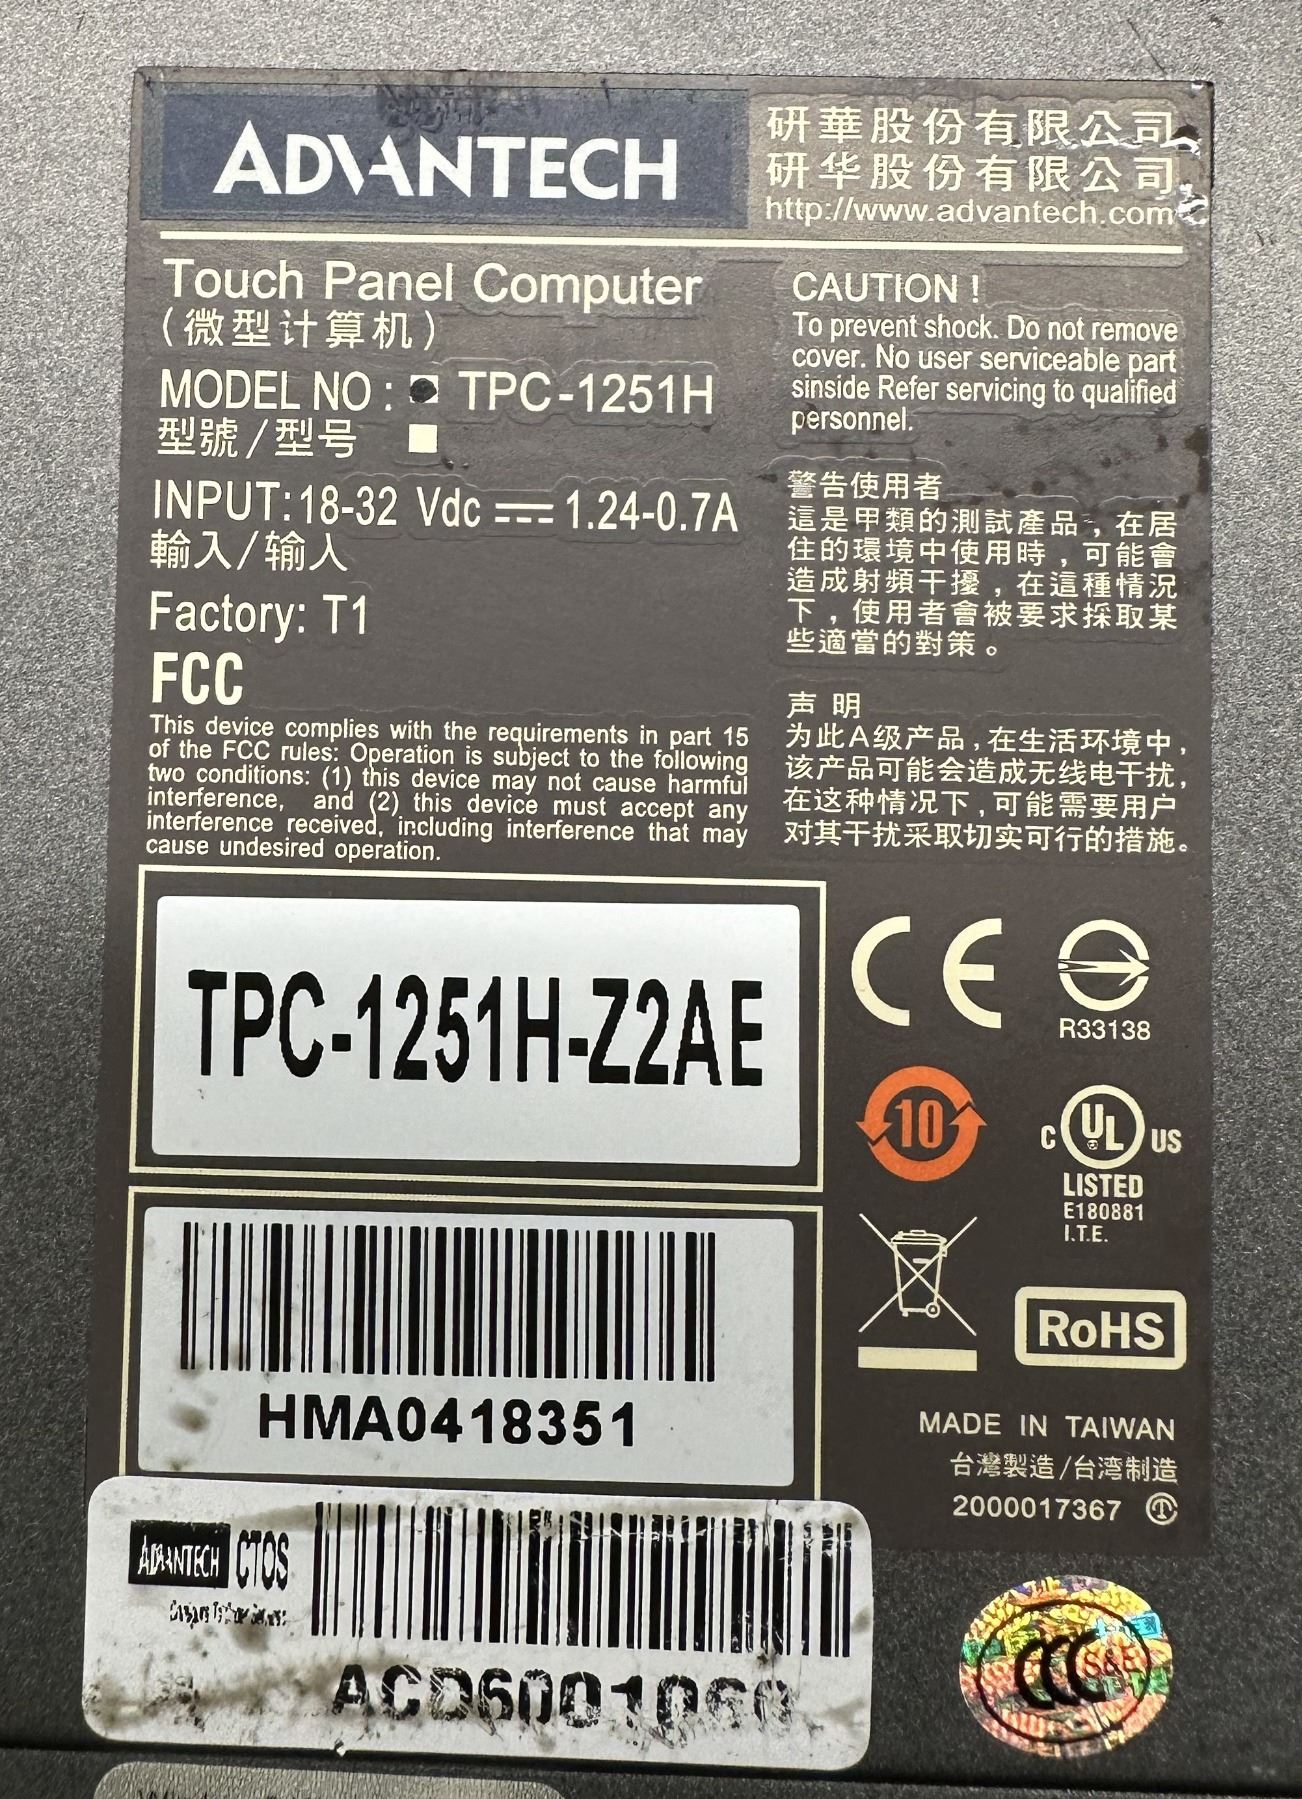 ADVANTECH
研華股份有限公司
研华股份有限公司
http://www.advantech.com
Touch Panel Computer
(微型计算机)
MODEL NO : TPC-1251H
型號/型号
INPUT:18-32 Vdc ⎓ 1.24-0.7A
輸入/输入
Factory: T1
FCC
This device complies with the requirements in part 15
of the FCC rules: Operation is subject to the following
two conditions: (1) this device may not cause harmful
interference, and (2) this device must accept any
interference received, including interference that may
cause undesired operation.
CAUTION !
To prevent shock. Do not remove
cover. No user serviceable part
sinside Refer servicing to qualified
personnel.
警告使用者
這是甲類的測試產品，在居
住的環境中使用時，可能會
造成射頻干擾，在這種情況
下，使用者會被要求採取某
些適當的對策。
声 明
为此A级产品，在生活环境中，
该产品可能会造成无线电干扰，
在这种情况下，可能需要用户
对其干扰采取切实可行的措施。
TPC-1251H-Z2AE
CE
R33138
10
C UL US
LISTED
E180881
I.T.E.
RoHS
HMA0418351
MADE IN TAIWAN
台灣製造/台湾制造
2000017367 T
ADVANTECH CTOS
ACD6001060
CCC S&E